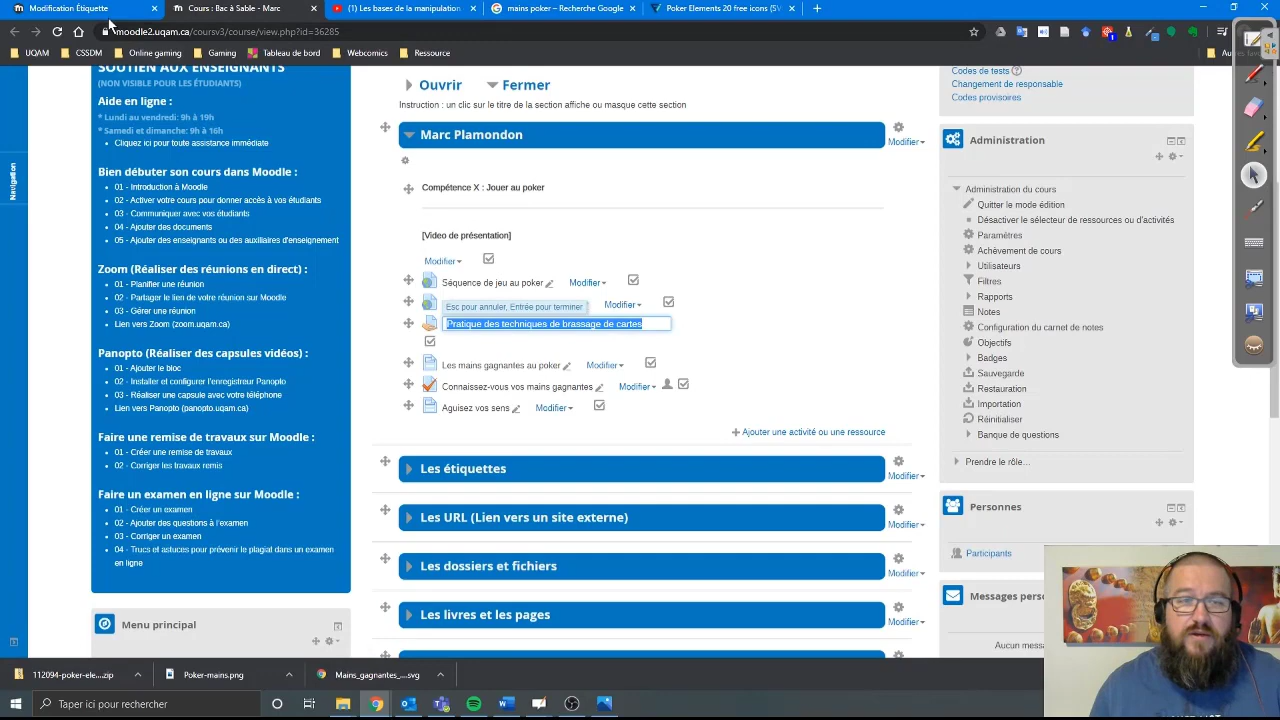 Modification Étiquette
Cours : Bac à Sable - Marc
(1) Les bases de la manipulation
mains poker – Recherche Google
Poker Elements 20 free icons (SV
moodle2.uqam.ca/coursv3/course/view.php?id=36285
UQAM
CSSDM
Online gaming
Gaming
Tableau de bord
Webcomics
Ressource
SOUTIEN AUX ENSEIGNANTS
(NON VISIBLE POUR LES ÉTUDIANTS)
Aide en ligne :
* Lundi au vendredi: 9h à 19h
* Samedi et dimanche: 9h à 16h
Cliquez ici pour toute assistance immédiate
Bien débuter son cours dans Moodle :
01 - Introduction à Moodle
02 - Activer votre cours pour donner accès à vos étudiants
03 - Communiquer avec vos étudiants
04 - Ajouter des documents
05 - Ajouter des enseignants ou des auxiliaires d'enseignement
Zoom (Réaliser des réunions en direct) :
01 - Planifier une réunion
02 - Partager le lien de votre réunion sur Moodle
03 - Gérer une réunion
Lien vers Zoom (zoom.uqam.ca)
Panopto (Réaliser des capsules vidéos) :
01 - Ajouter le bloc
02 - Installer et configurer l'enregistreur Panopto
03 - Réaliser une capsule avec votre téléphone
Lien vers Panopto (panopto.uqam.ca)
Faire une remise de travaux sur Moodle :
01 - Créer une remise de travaux
02 - Corriger les travaux remis
Faire un examen en ligne sur Moodle :
01 - Créer un examen
02 - Ajouter des questions à l'examen
03 - Corriger un examen
04 - Trucs et astuces pour prévenir le plagiat dans un examen
en ligne
Menu principal
Navigation
Ouvrir
Fermer
Instruction : un clic sur le titre de la section affiche ou masque cette section
Marc Plamondon
Modifier
Compétence X : Jouer au poker
[Video de présentation]
Modifier
Séquence de jeu au poker
Modifier
Esc pour annuler, Entrée pour terminer
Modifier
Pratique des techniques de brassage de cartes
Les mains gagnantes au poker
Modifier
Connaissez-vous vos mains gagnantes
Modifier
Aguisez vos sens
Modifier
Ajouter une activité ou une ressource
Les étiquettes
Modifier
Les URL (Lien vers un site externe)
Modifier
Les dossiers et fichiers
Modifier
Les livres et les pages
Modifier
Codes de tests
Changement de responsable
Codes provisoires
Administration
Administration du cours
Quitter le mode édition
Désactiver le sélecteur de ressources ou d'activités
Paramètres
Achèvement de cours
Utilisateurs
Filtres
Rapports
Notes
Configuration du carnet de notes
Objectifs
Badges
Sauvegarde
Restauration
Importation
Réinitialiser
Banque de questions
Prendre le rôle...
Personnes
Participants
Messages pers
Aucun mess
112094-poker-ele....zip
Poker-mains.png
Mains_gagnantes_....svg
Taper ici pour rechercher